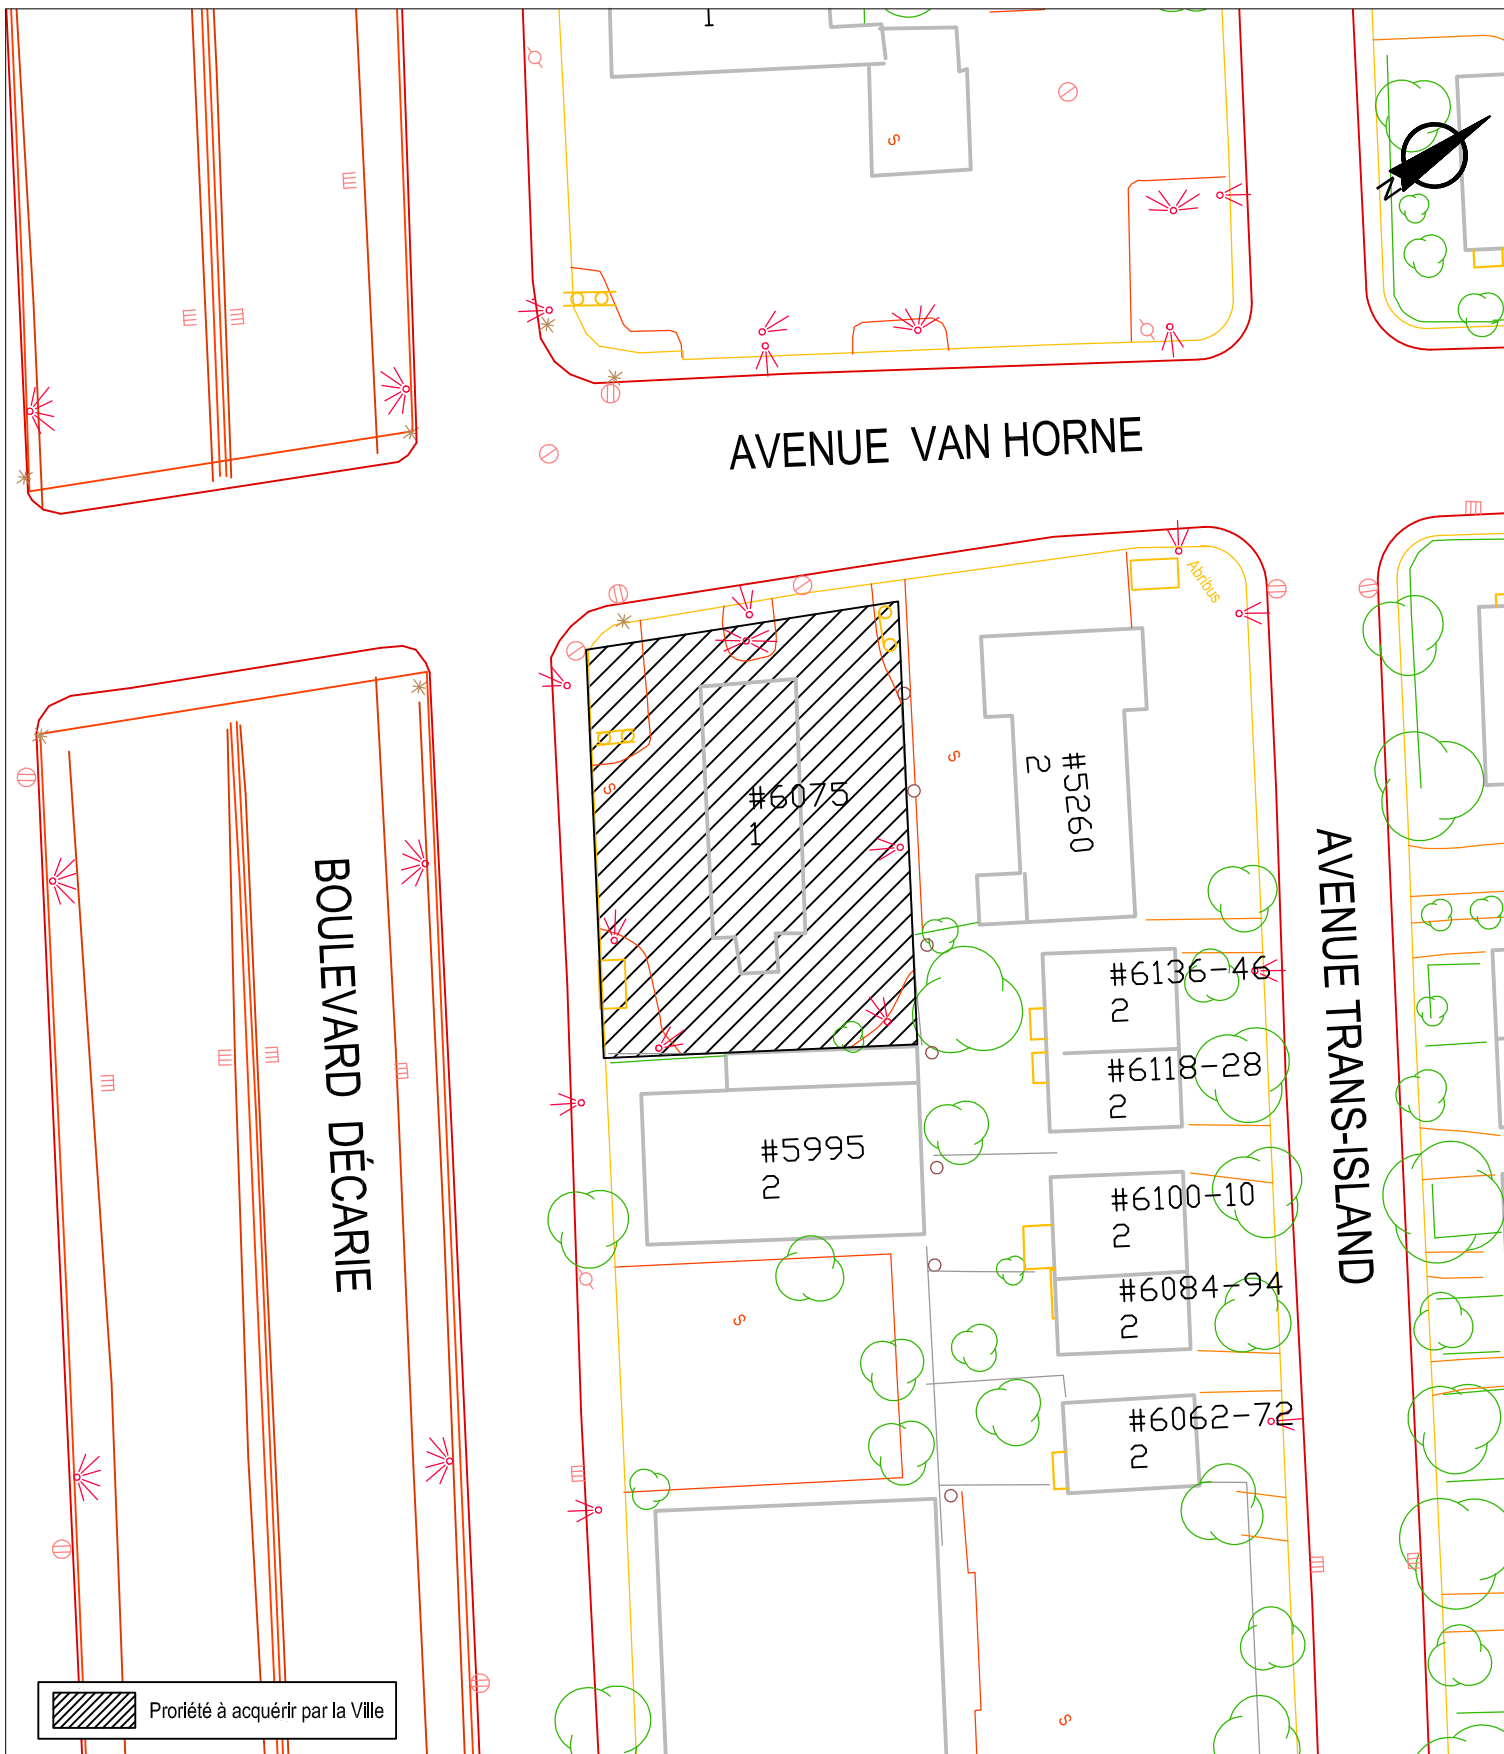 1
S
N
AVENUE VAN HORNE
Abribus
S
#5260
2
S
#6075
1
BOULEVARD DÉCARIE
AVENUE TRANS-ISLAND
#6136-46
2
#6118-28
2
#5995
2
#6100-10
2
#6084-94
2
S
#6062-72
2
Proriété à acquérir par la Ville
S